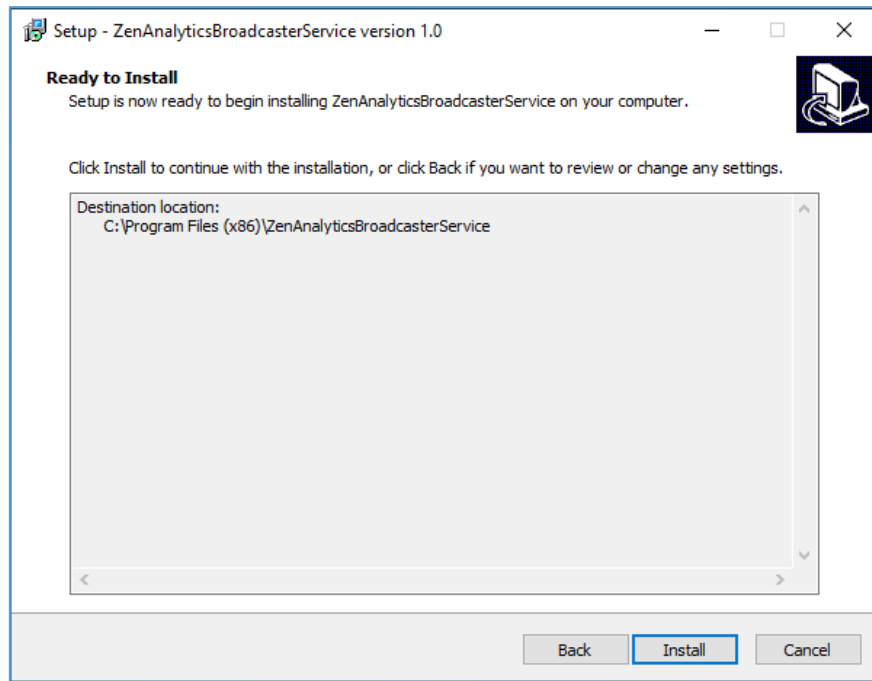 Setup - ZenAnalyticsBroadcasterService version 1.0
Ready to Install
Setup is now ready to begin installing ZenAnalyticsBroadcasterService on your computer.
Click Install to continue with the installation, or click Back if you want to review or change any settings.
Destination location:
C:\Program Files (x86)\ZenAnalyticsBroadcasterService
Back Install Cancel